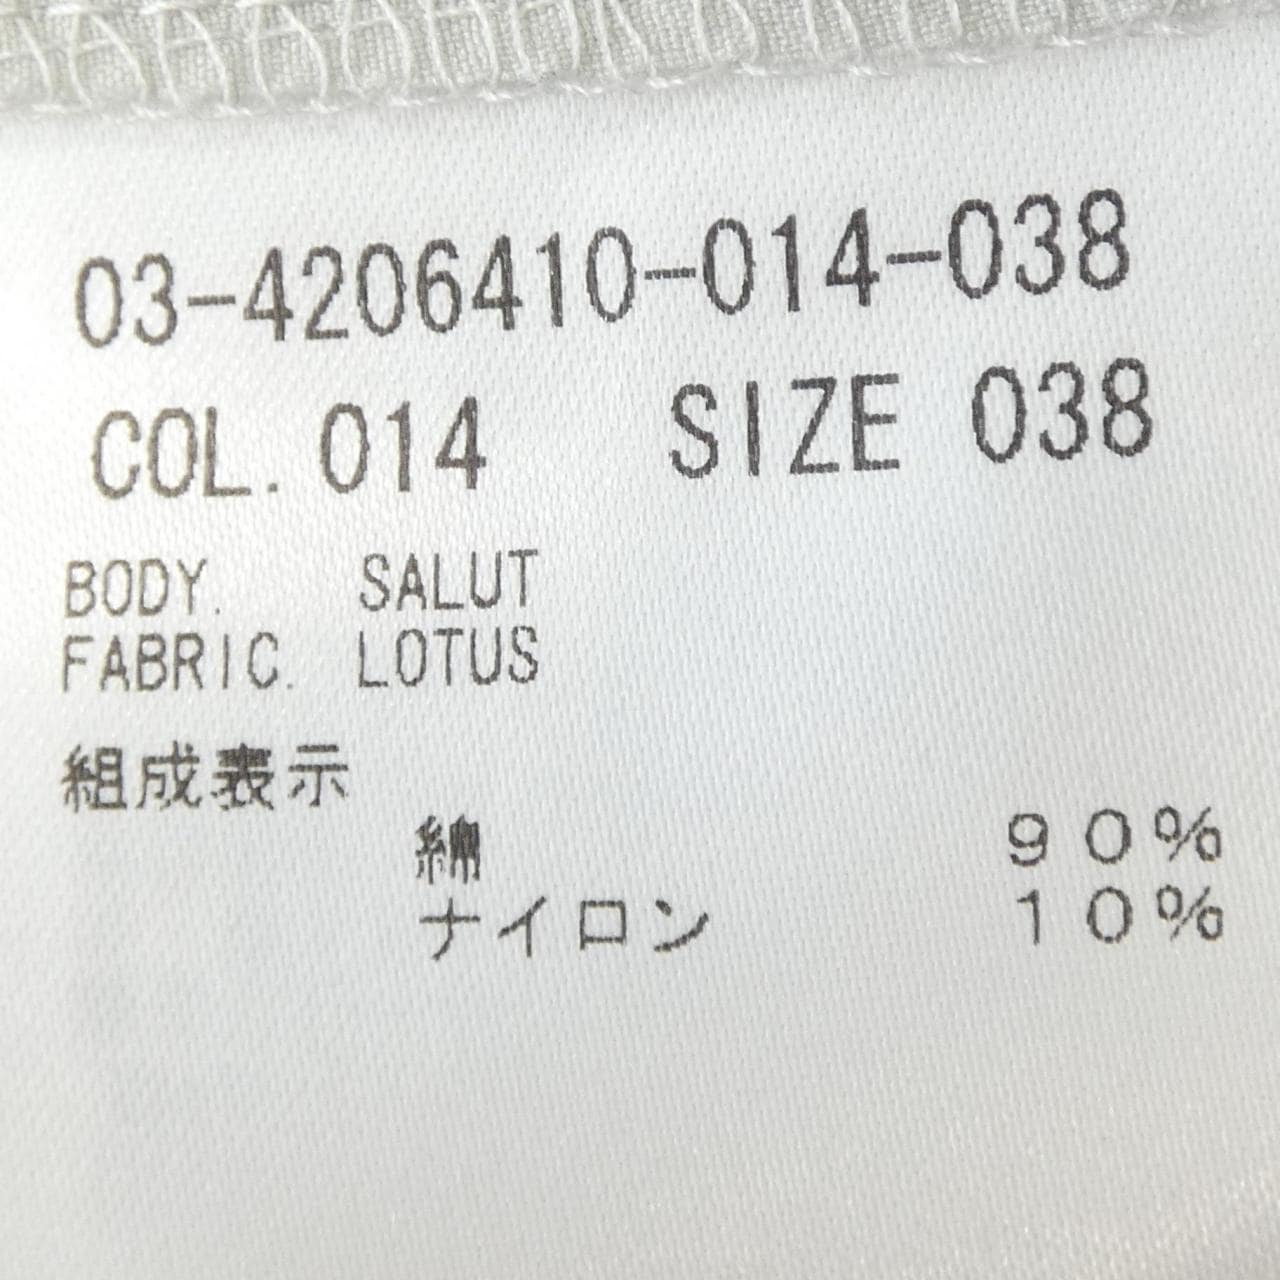 03-4206410-014-038
COL. 014 SIZE 038
BODY. SALUT
FABRIC. LOTUS
組成表示
綿 90%
ナイロン 10%